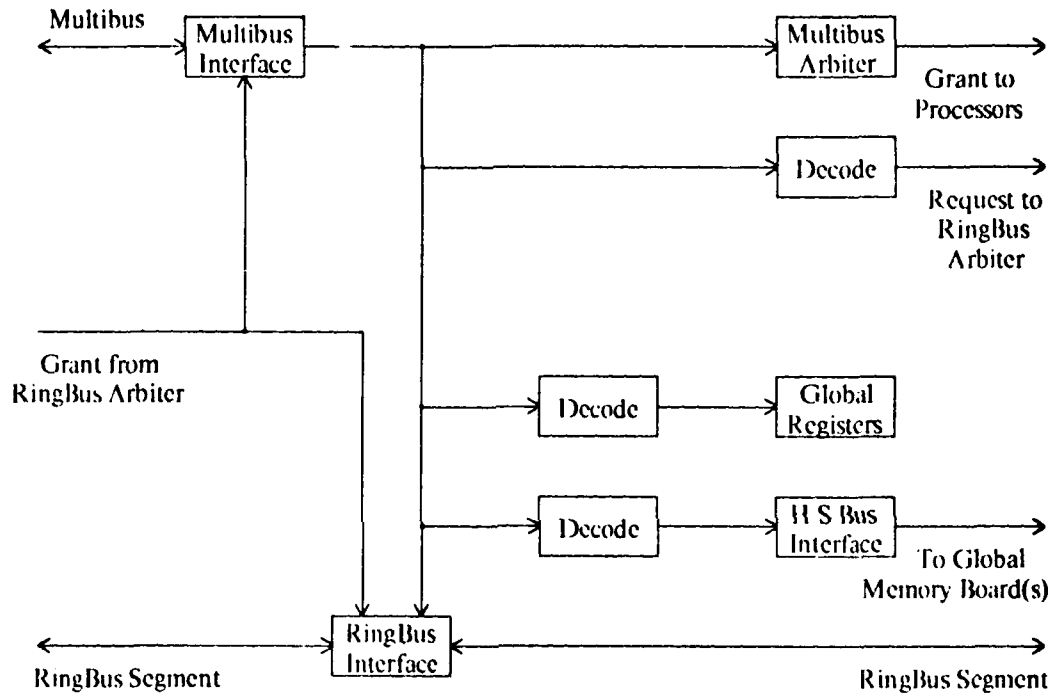 Multibus
Multibus
Interface
Multibus
Arbiter
Grant to
Processors
Decode
Request to
RingBus
Arbiter
Grant from
RingBus Arbiter
Decode
Global
Registers
Decode
H S Bus
Interface
To Global
Memory Board(s)
RingBus
Interface
RingBus Segment
RingBus Segment